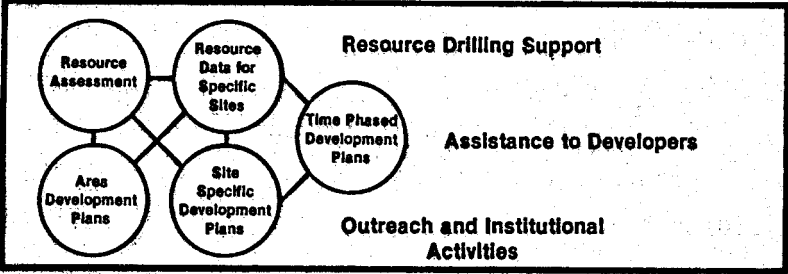 Resource
Assessment
Resource
Data for
Specific
Sites
Time Phased
Development
Plans
Area
Development
Plans
Site
Specific
Development
Plans
Resource Drilling Support
Assistance to Developers
Outreach and Institutional
Activities